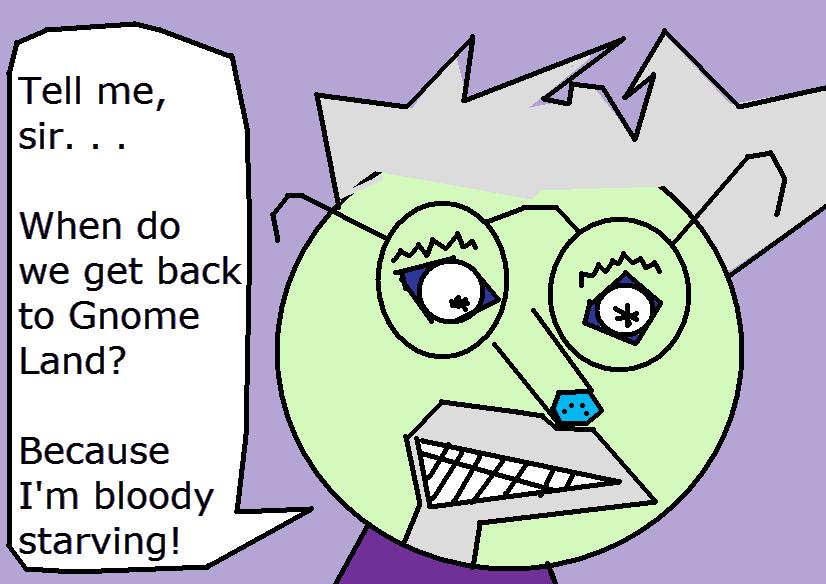 Tell me,
sir. . .
When do
we get back
to Gnome
Land?
Because
I'm bloody
starving!